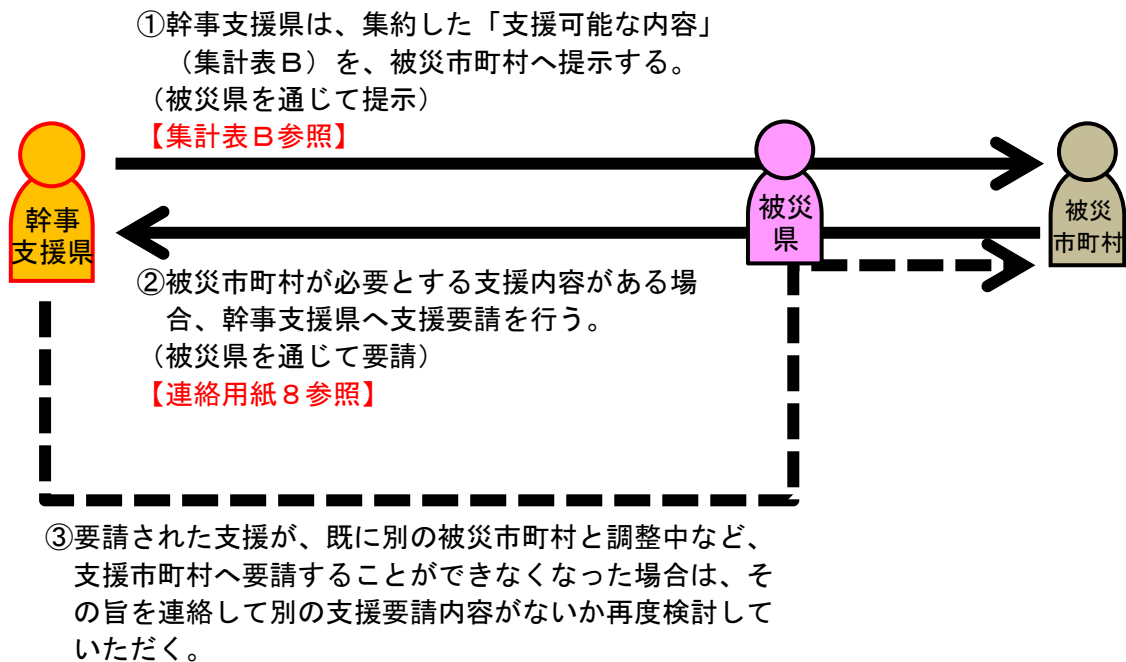 ①幹事支援県は、集約した「支援可能な内容」
（集計表Ｂ）を、被災市町村へ提示する。
（被災県を通じて提示）
【集計表Ｂ参照】
幹事
支援県
被災
県
被災
市町村
②被災市町村が必要とする支援内容がある場
合、幹事支援県へ支援要請を行う。
（被災県を通じて要請）
【連絡用紙８参照】
③要請された支援が、既に別の被災市町村と調整中など、
支援市町村へ要請することができなくなった場合は、そ
の旨を連絡して別の支援要請内容がないか再度検討して
いただく。